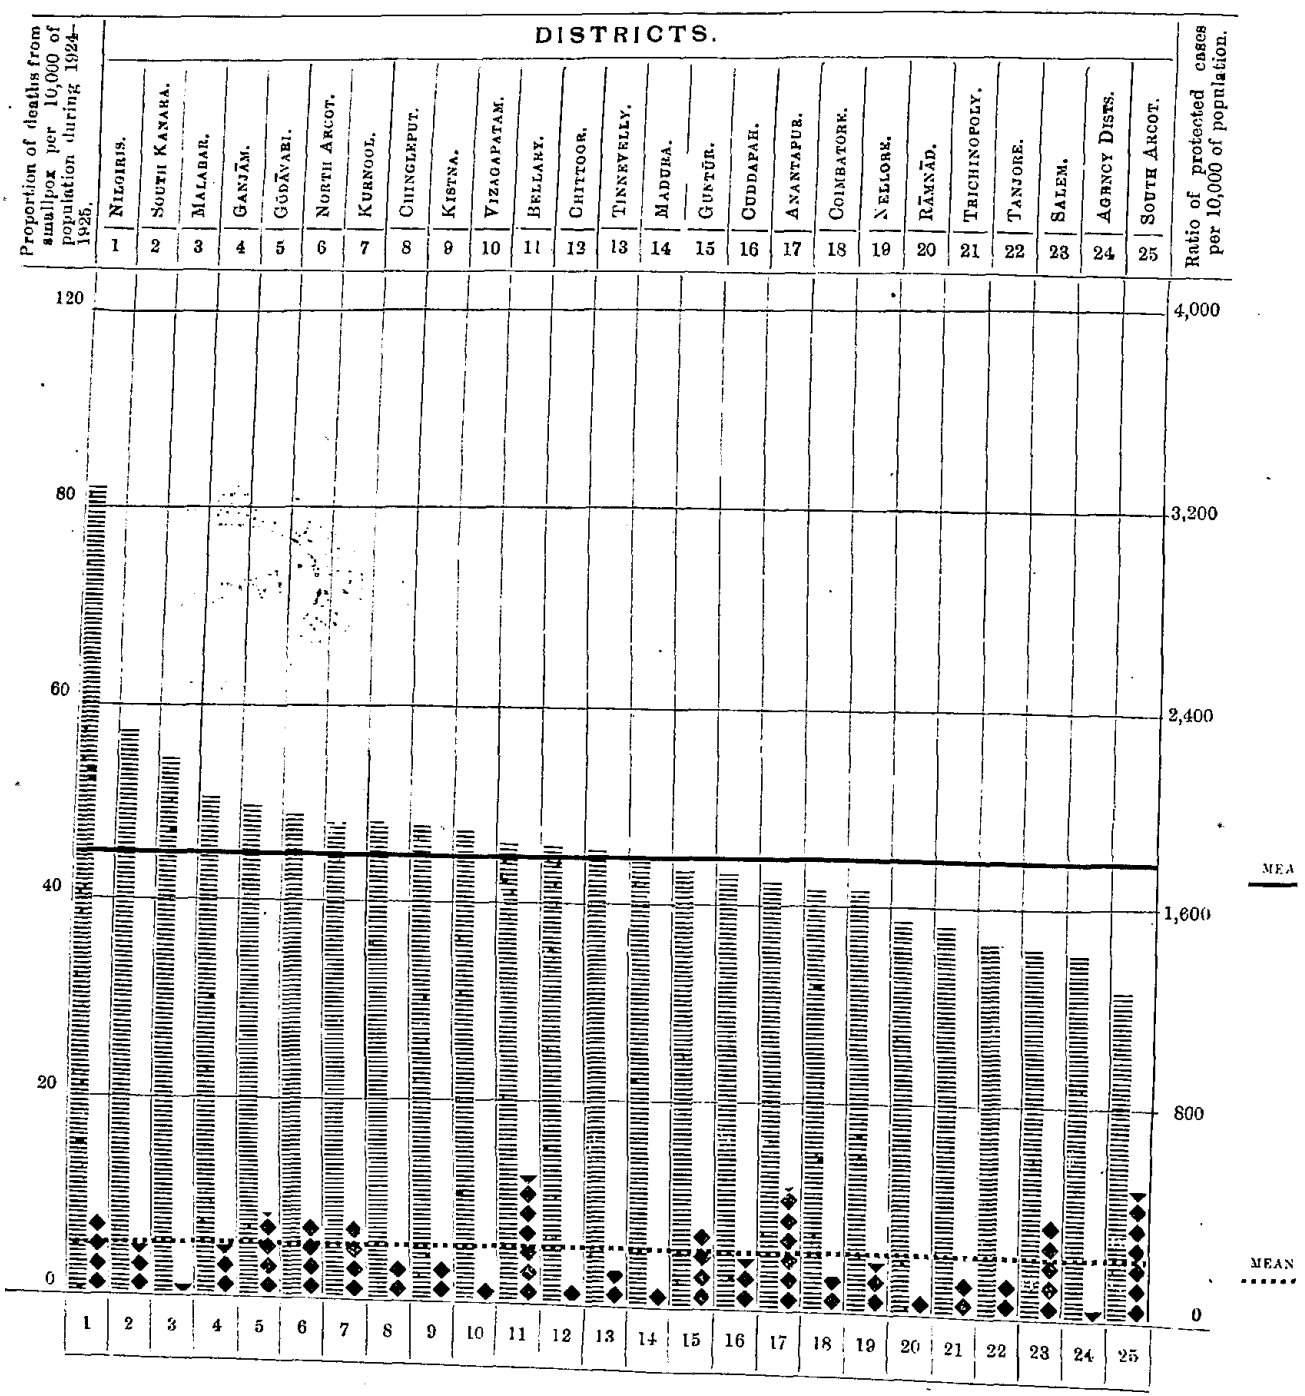 Proportion of deaths from
smallpox per 10,000 of
population during 1924–
1925.
DISTRICTS.
Ratio of protected cases
per 10,000 of population.
NILGIRIS.
SOUTH KANARA.
MALABAR.
GANJĀM.
GŌDĀVARI.
NORTH ARCOT.
KURNOOL.
CHINGLEPUT.
KISTNA.
VIZAGAPATAM.
BELLARY.
CHITTOOR.
TINNEVELLY.
MADURA.
GUNTŪR.
CUDDAPAH.
ANANTAPUR.
COIMBATORE.
NELLORE.
RĀMNĀD.
TRICHINOPOLY.
TANJORE.
SALEM.
AGENCY DISTS.
SOUTH ARCOT.
1 2 3 4 5 6 7 8 9 10 11 12 13 14 15 16 17 18 19 20 21 22 23 24 25
120 4,000
80 3,200
60 2,400
MEA
40 1,600
20 800
MEAN
0 0
1 2 3 4 5 6 7 8 9 10 11 12 13 14 15 16 17 18 19 20 21 22 23 24 25